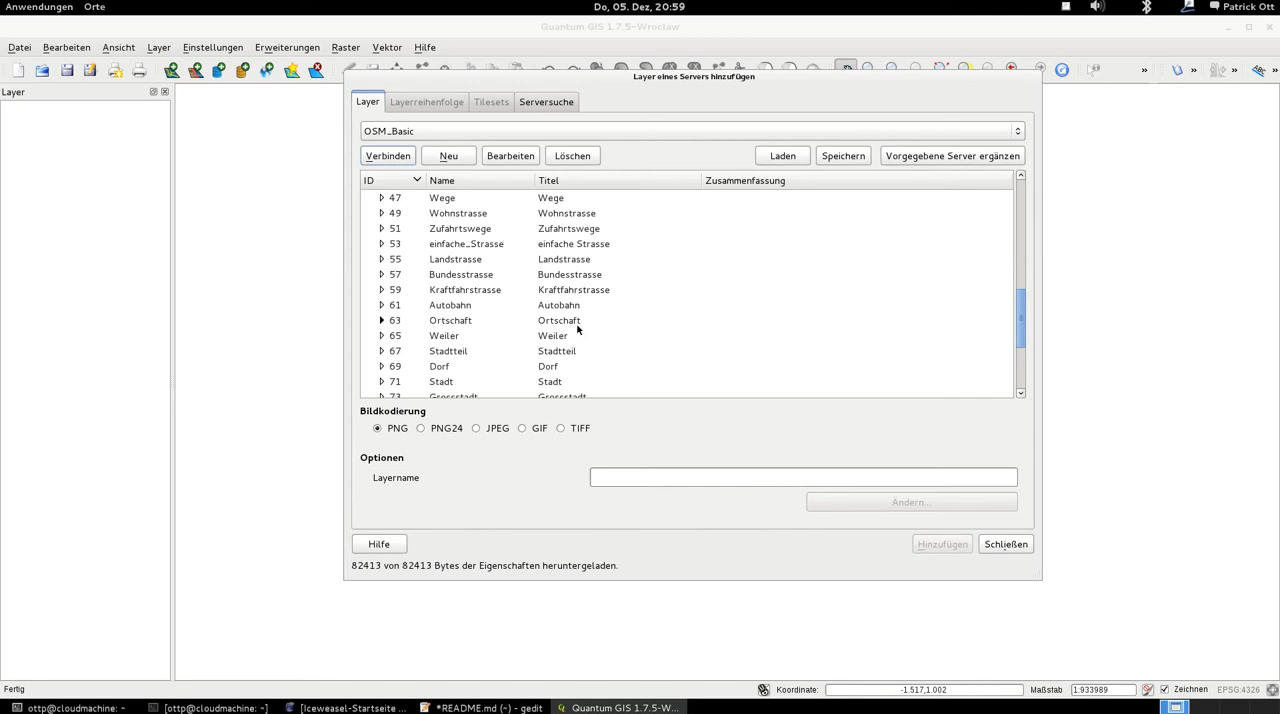 Anwendungen Orte Do, 05. Dez, 20:59 Patrick Ott
Quantum GIS 1.7.5-Wroclaw
Datei Bearbeiten Ansicht Layer Einstellungen Erweiterungen Raster Vektor Hilfe
Layer
Layer eines Servers hinzufügen
Layer Layerreihenfolge Tilesets Serversuche
OSM_Basic
Verbinden Neu Bearbeiten Löschen Laden Speichern Vorgegebene Server ergänzen
ID Name Titel Zusammenfassung
47 Wege Wege
49 Wohnstrasse Wohnstrasse
51 Zufahrtswege Zufahrtswege
53 einfache_Strasse einfache Strasse
55 Landstrasse Landstrasse
57 Bundesstrasse Bundesstrasse
59 Kraftfahrstrasse Kraftfahrstrasse
61 Autobahn Autobahn
63 Ortschaft Ortschaft
65 Weiler Weiler
67 Stadtteil Stadtteil
69 Dorf Dorf
71 Stadt Stadt
73 Grossstadt Grossstadt
Bildkodierung
PNG PNG24 JPEG GIF TIFF
Optionen
Layername
Ändern...
Hilfe Hinzufügen Schließen
82413 von 82413 Bytes der Eigenschaften heruntergeladen.
Fertig Koordinate: -1.517,1.002 Maßstab 1:933989 Zeichnen EPSG:4326
ottp@cloudmachine: ~ [ottp@cloudmachine: ~] [Iceweasel-Startseite ... *README.md (~) - gedit Quantum GIS 1.7.5-W...